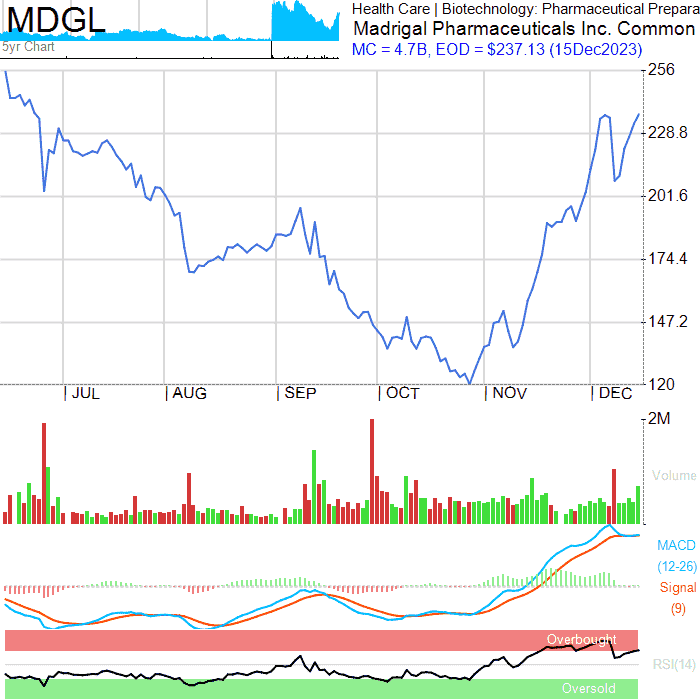 MDGL
5yr Chart
Health Care | Biotechnology: Pharmaceutical Prepara
Madrigal Pharmaceuticals Inc. Common
MC = 4.7B, EOD = $237.13 (15Dec2023)
256
228.8
201.6
174.4
147.2
120
JUL AUG SEP OCT NOV DEC
2M
Volume
MACD
(12-26)
Signal
(9)
Overbought
RSI(14)
Oversold